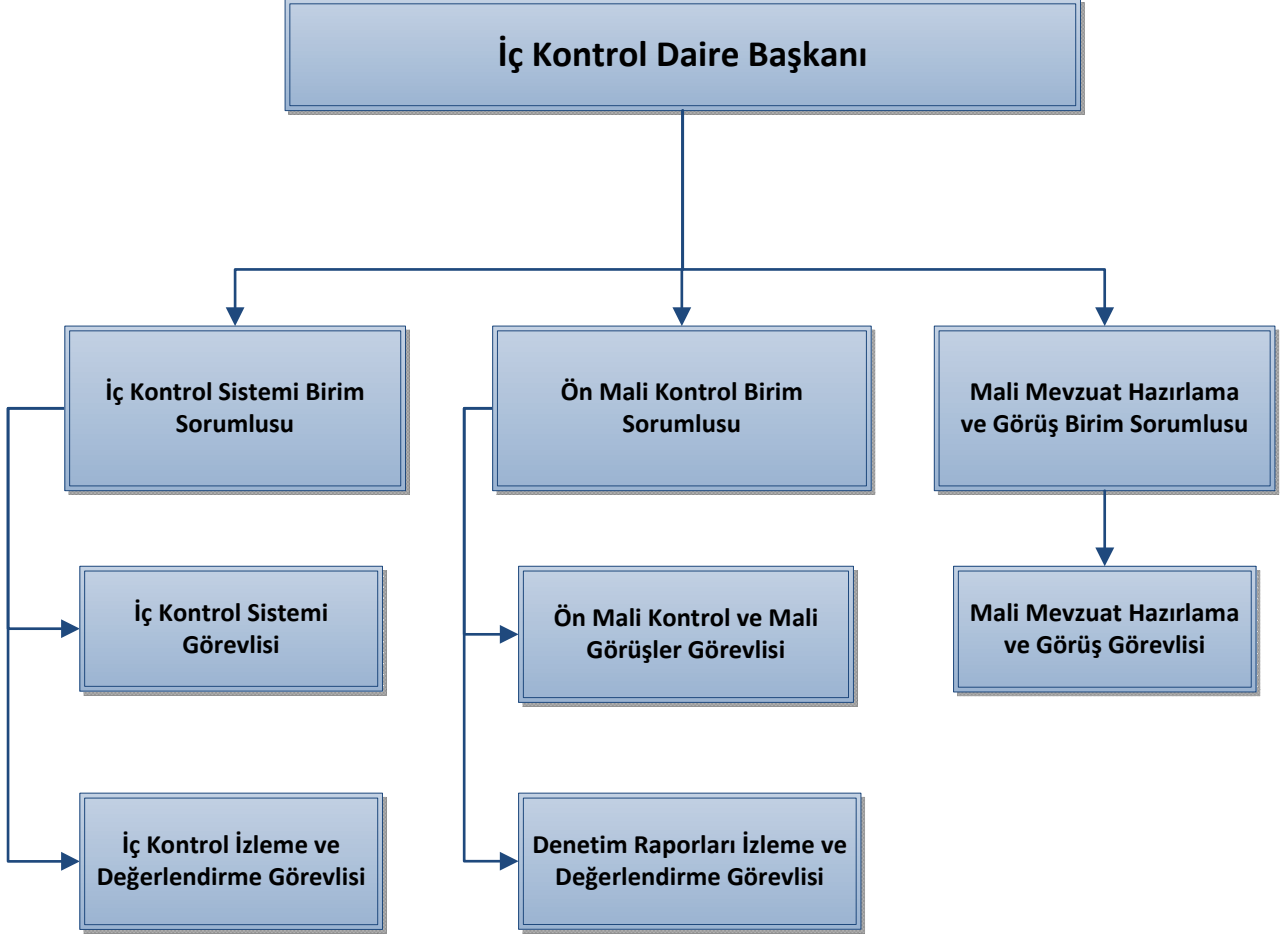 İç Kontrol Daire Başkanı
İç Kontrol Sistemi Birim
Sorumlusu
Ön Mali Kontrol Birim
Sorumlusu
Mali Mevzuat Hazırlama
ve Görüş Birim Sorumlusu
İç Kontrol Sistemi
Görevlisi
Ön Mali Kontrol ve Mali
Görüşler Görevlisi
Mali Mevzuat Hazırlama
ve Görüş Görevlisi
İç Kontrol İzleme ve
Değerlendirme Görevlisi
Denetim Raporları İzleme ve
Değerlendirme Görevlisi